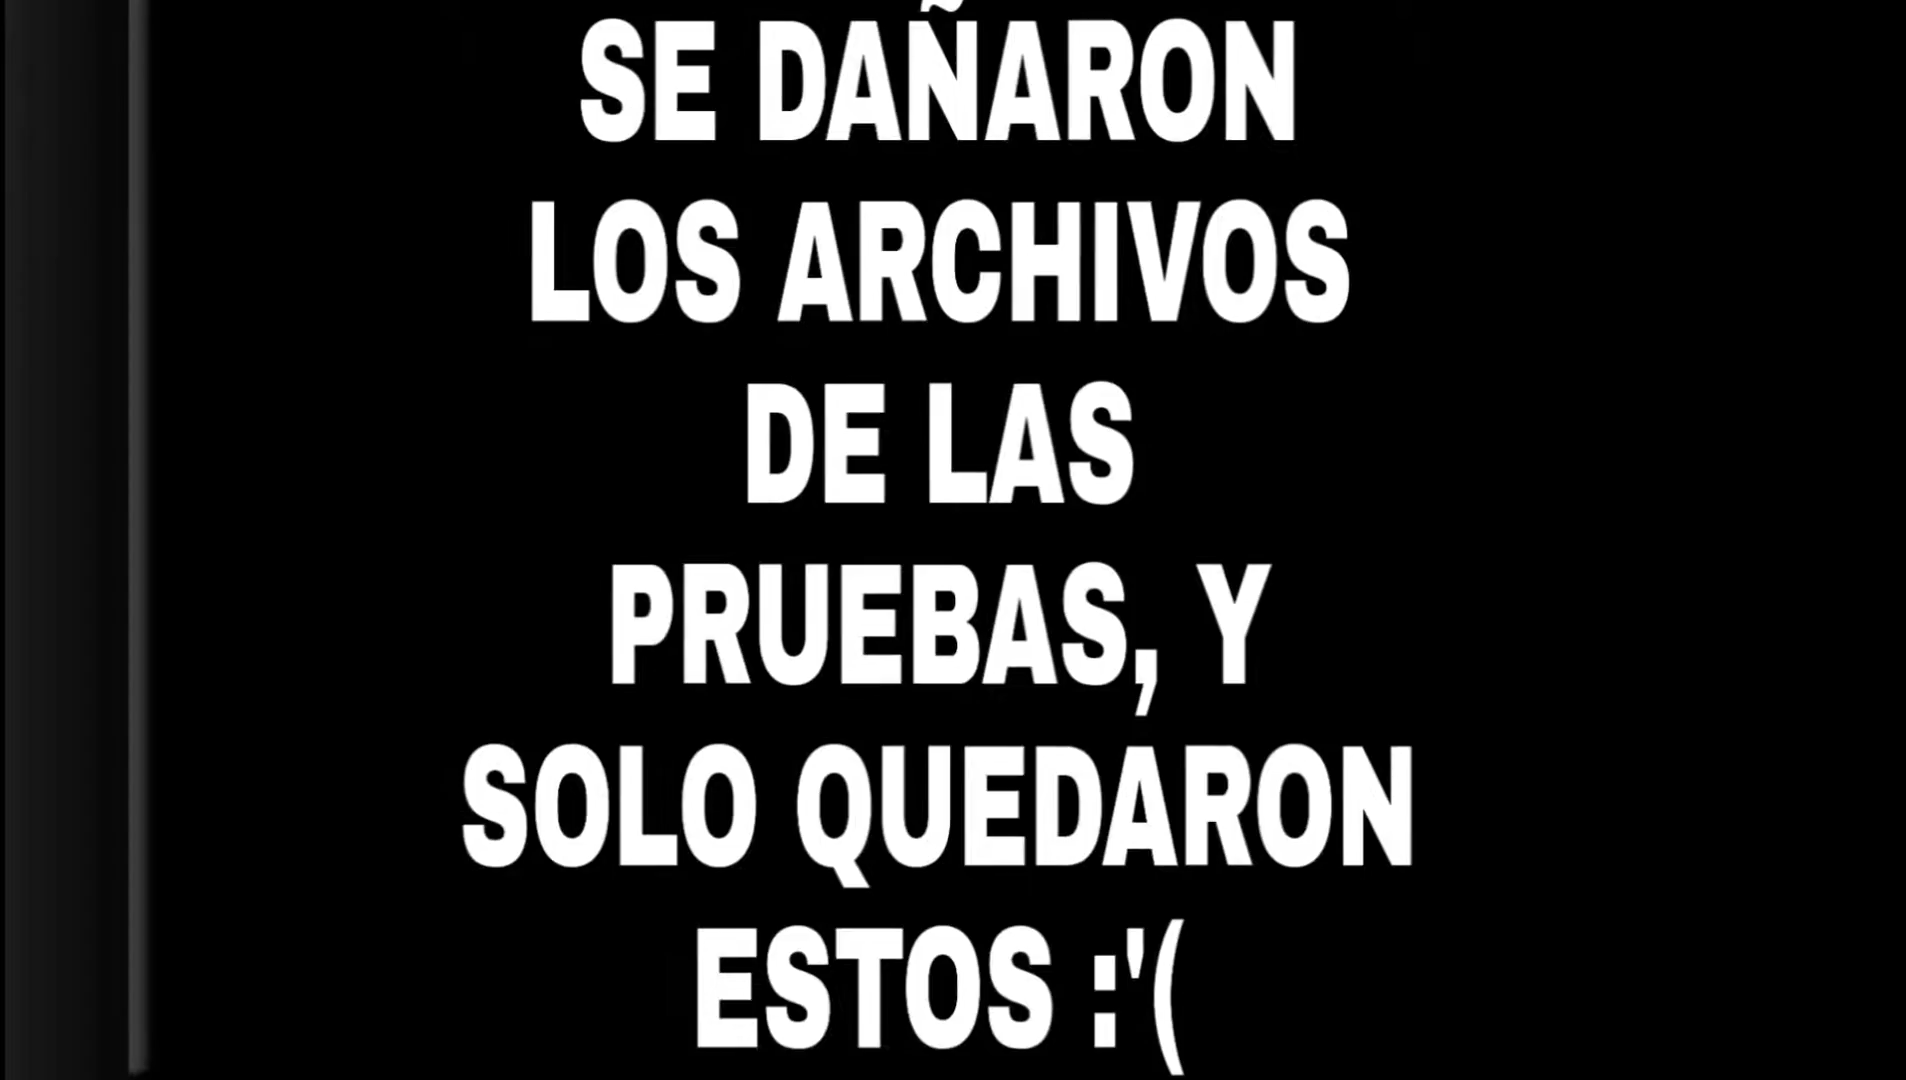 SE DAÑARON
LOS ARCHIVOS
DE LAS
PRUEBAS, Y
SOLO QUEDARON
ESTOS :'(